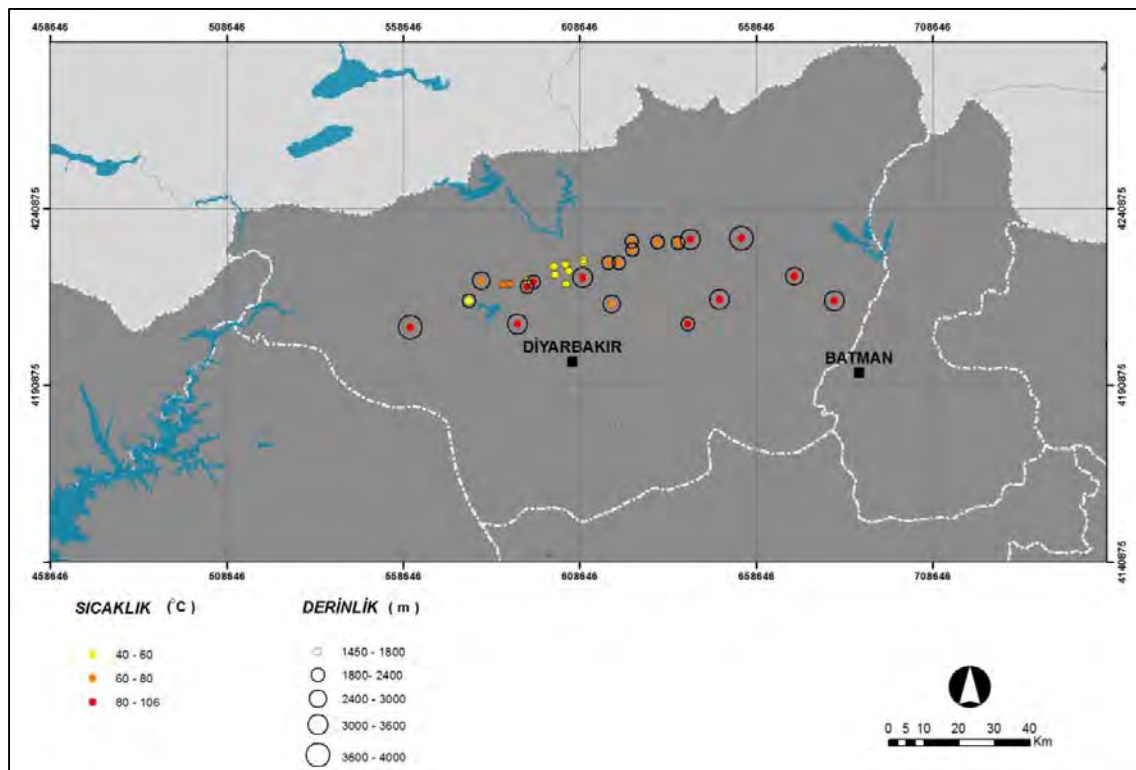 458646 508646 558646 608646 658646 708646
4240875 4240875
DİYARBAKIR
BATMAN
4190875 4190875
4140875
458646 508646 558646 608646 658646 708646
SICAKLIK (°C)
40 - 60
60 - 80
80 - 106
DERİNLİK (m)
1450 - 1800
1800- 2400
2400 - 3000
3000 - 3600
3600 - 4000
0 5 10 20 30 40
Km